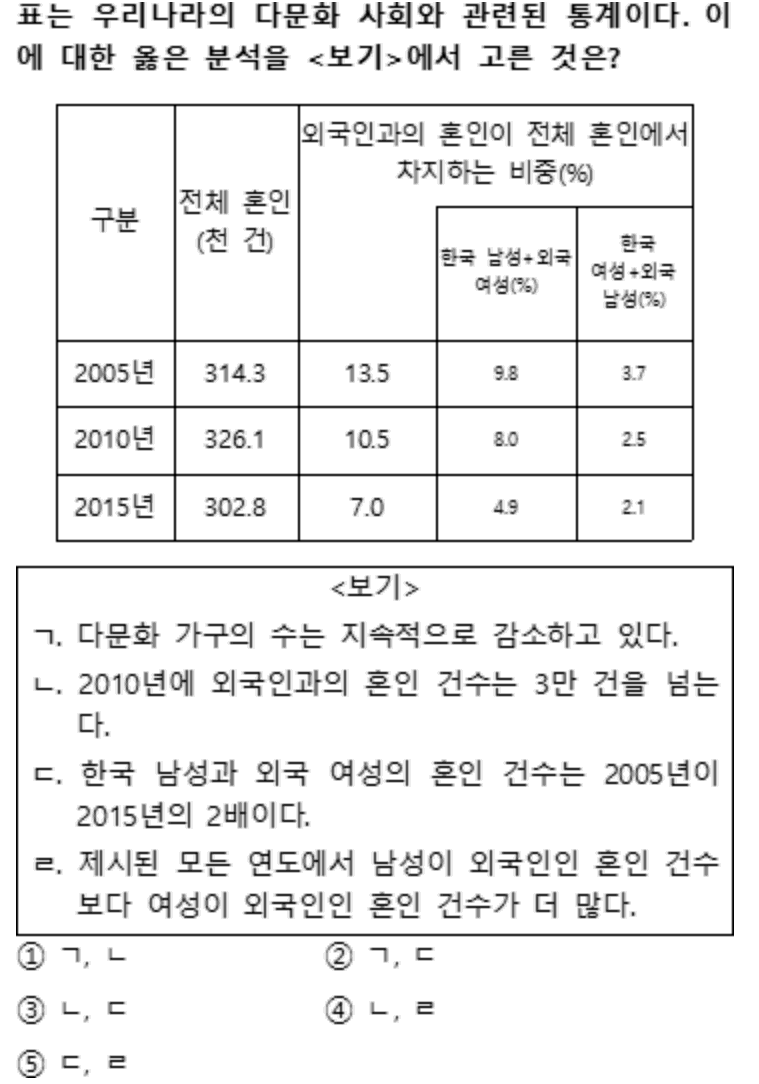 표는 우리나라의 다문화 사회와 관련된 통계이다. 이
에 대한 옳은 분석을 <보기>에서 고른 것은?
구분
전체 혼인
(천 건)
외국인과의 혼인이 전체 혼인에서
차지하는 비중(%)
한국 남성+외국
여성(%)
한국
여성+외국
남성(%)
2005년 314.3 13.5 9.8 3.7
2010년 326.1 10.5 8.0 2.5
2015년 302.8 7.0 4.9 2.1
<보기>
ㄱ. 다문화 가구의 수는 지속적으로 감소하고 있다.
ㄴ. 2010년에 외국인과의 혼인 건수는 3만 건을 넘는
다.
ㄷ. 한국 남성과 외국 여성의 혼인 건수는 2005년이
2015년의 2배이다.
ㄹ. 제시된 모든 연도에서 남성이 외국인인 혼인 건수
보다 여성이 외국인인 혼인 건수가 더 많다.
① ㄱ, ㄴ ② ㄱ, ㄷ
③ ㄴ, ㄷ ④ ㄴ, ㄹ
⑤ ㄷ, ㄹ